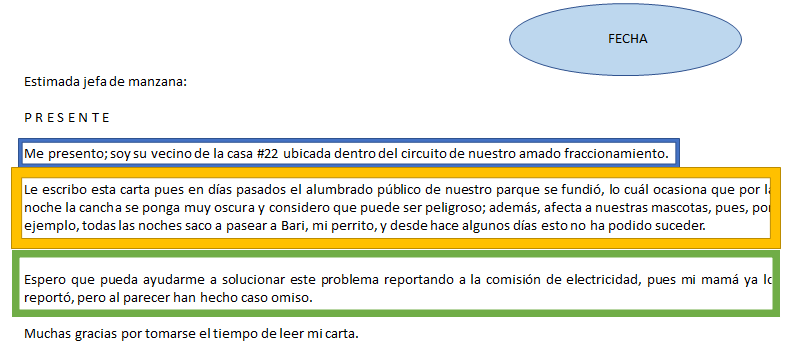 FECHA
Estimada jefa de manzana:
P R E S E N T E
Me presento; soy su vecino de la casa #22 ubicada dentro del circuito de nuestro amado fraccionamiento.
Le escribo esta carta pues en días pasados el alumbrado público de nuestro parque se fundió, lo cuál ocasiona que por la
noche la cancha se ponga muy oscura y considero que puede ser peligroso; además, afecta a nuestras mascotas, pues, por
ejemplo, todas las noches saco a pasear a Bari, mi perrito, y desde hace algunos días esto no ha podido suceder.
Espero que pueda ayudarme a solucionar este problema reportando a la comisión de electricidad, pues mi mamá ya lo
reportó, pero al parecer han hecho caso omiso.
Muchas gracias por tomarse el tiempo de leer mi carta.